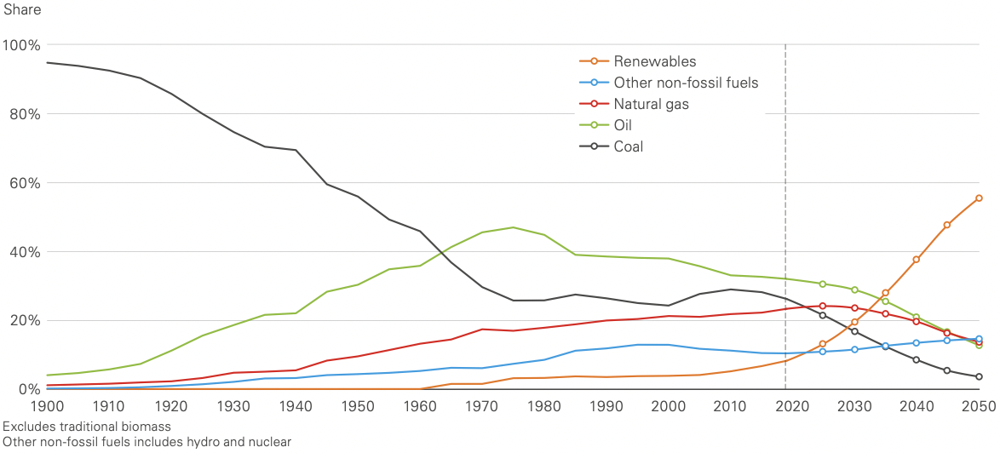 Share
100%
80%
60%
40%
20%
0%
Renewables
Other non-fossil fuels
Natural gas
Oil
Coal
1900 1910 1920 1930 1940 1950 1960 1970 1980 1990 2000 2010 2020 2030 2040 2050
Excludes traditional biomass
Other non-fossil fuels includes hydro and nuclear